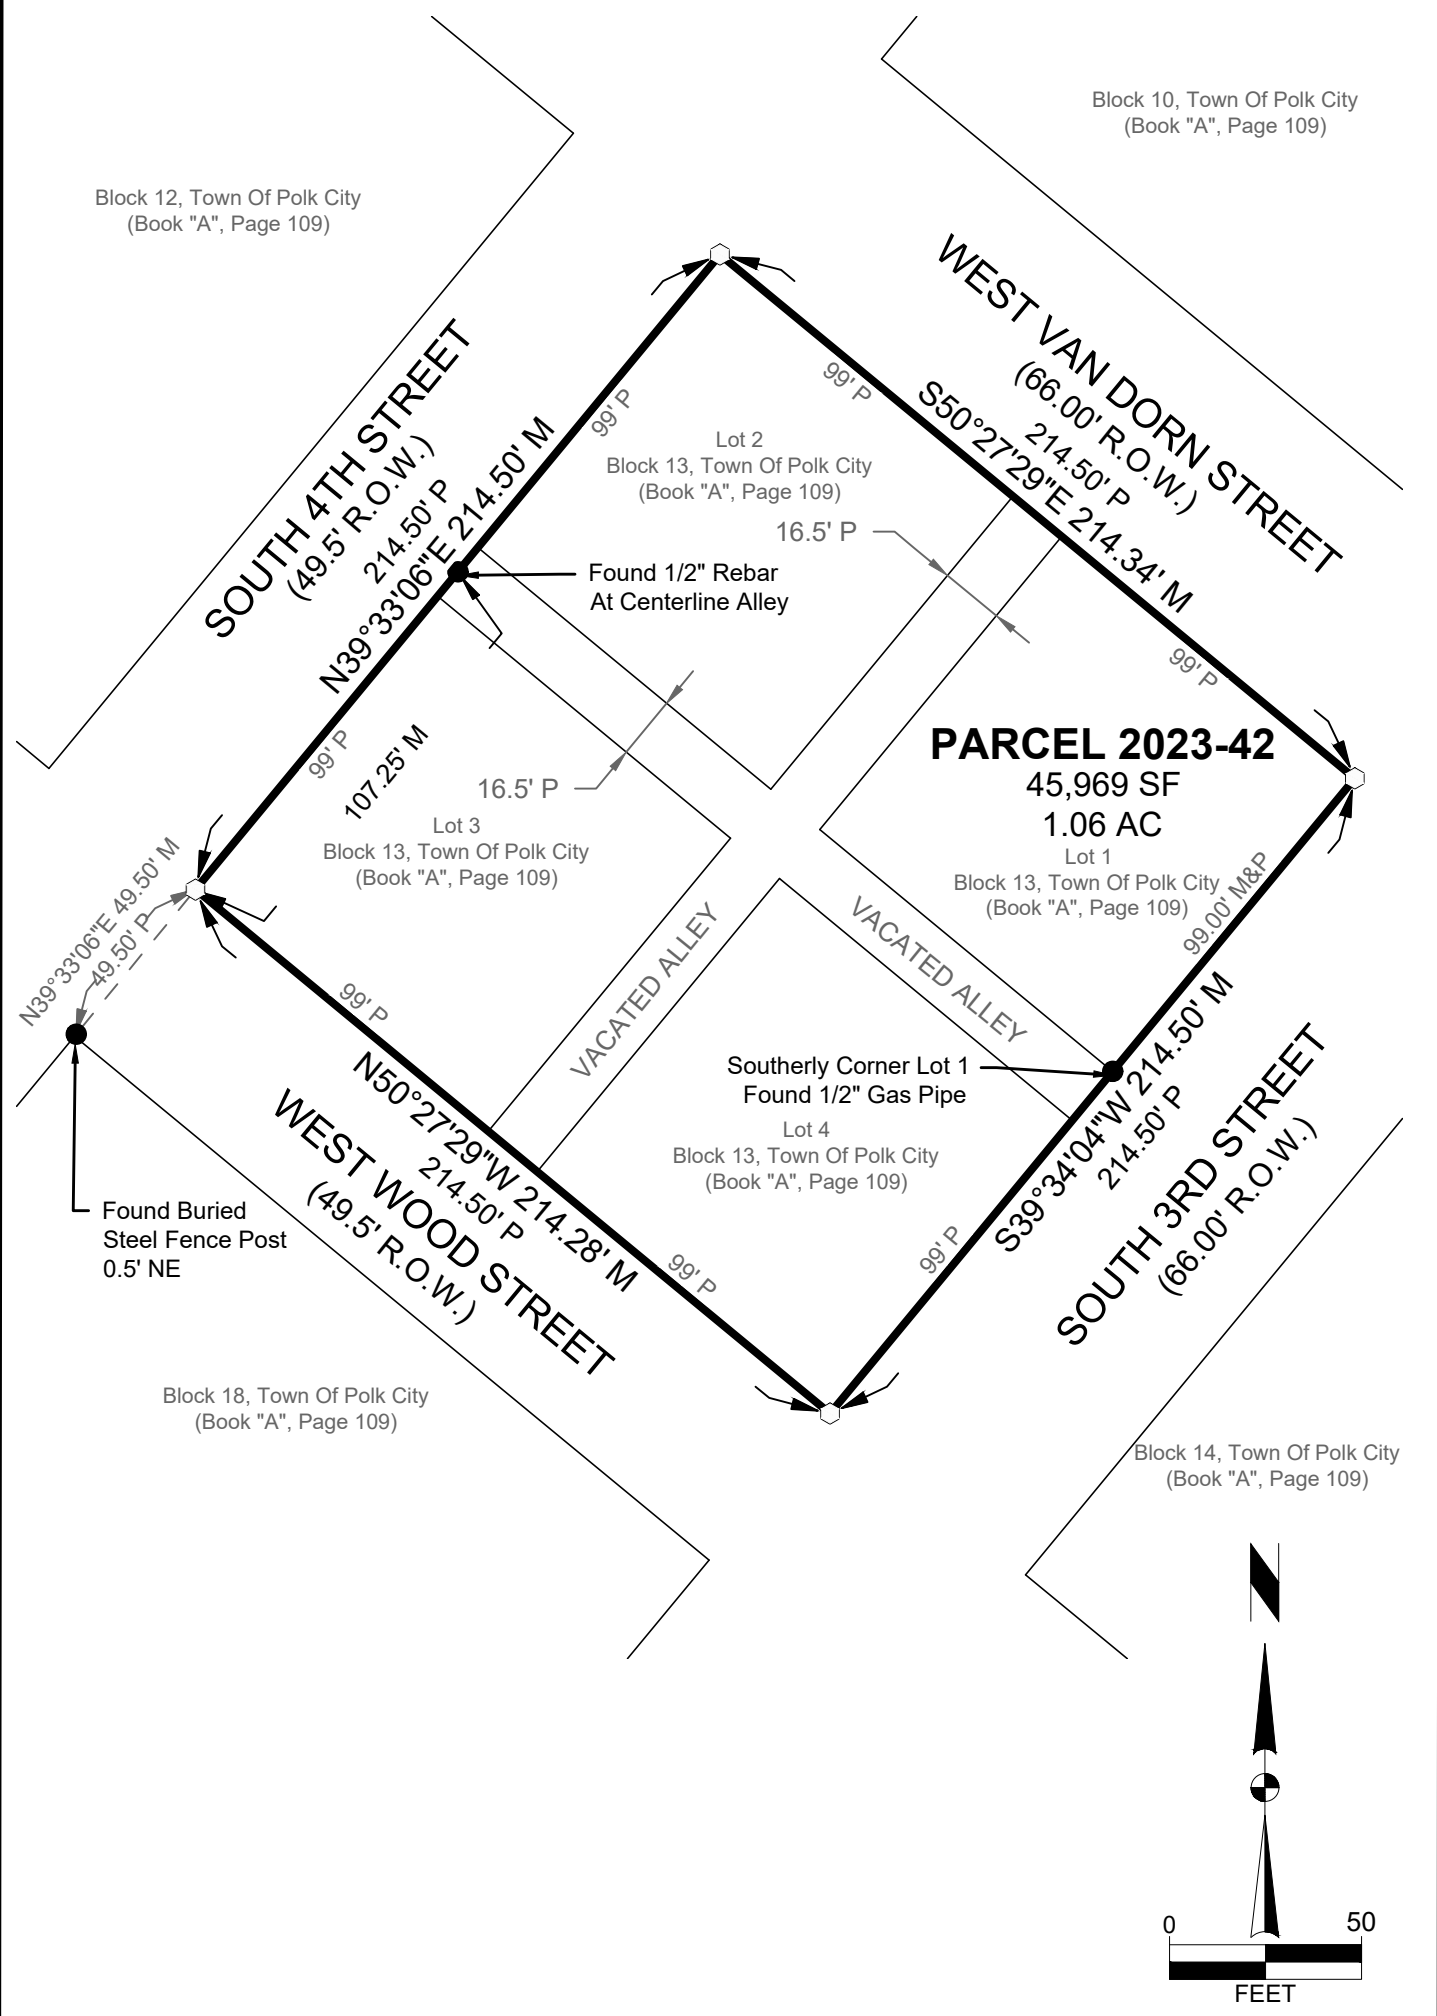 Block 10, Town Of Polk City
(Book "A", Page 109)
Block 12, Town Of Polk City
(Book "A", Page 109)
WEST VAN DORN STREET
(66.00' R.O.W.)
214.50' P
S50°27'29"E 214.34' M
99' P
99' P
SOUTH 4TH STREET
(49.5' R.O.W.)
214.50' P
N39°33'06"E 214.50' M
99' P
99' P
107.25' M
Lot 2
Block 13, Town Of Polk City
(Book "A", Page 109)
16.5' P
Found 1/2" Rebar
At Centerline Alley
PARCEL 2023-42
45,969 SF
1.06 AC
Lot 1
Block 13, Town Of Polk City
(Book "A", Page 109)
99.00' M&P
16.5' P
Lot 3
Block 13, Town Of Polk City
(Book "A", Page 109)
N39°33'06"E 49.50' M
49.50' P
VACATED ALLEY
VACATED ALLEY
99' P
N50°27'29"W 214.28' M
214.50' P
WEST WOOD STREET
(49.5' R.O.W.)
99' P
Southerly Corner Lot 1
Found 1/2" Gas Pipe
Lot 4
Block 13, Town Of Polk City
(Book "A", Page 109)
99' P
S39°34'04"W 214.50' M
214.50' P
SOUTH 3RD STREET
(66.00' R.O.W.)
Found Buried
Steel Fence Post
0.5' NE
Block 18, Town Of Polk City
(Book "A", Page 109)
Block 14, Town Of Polk City
(Book "A", Page 109)
N
0 50
FEET